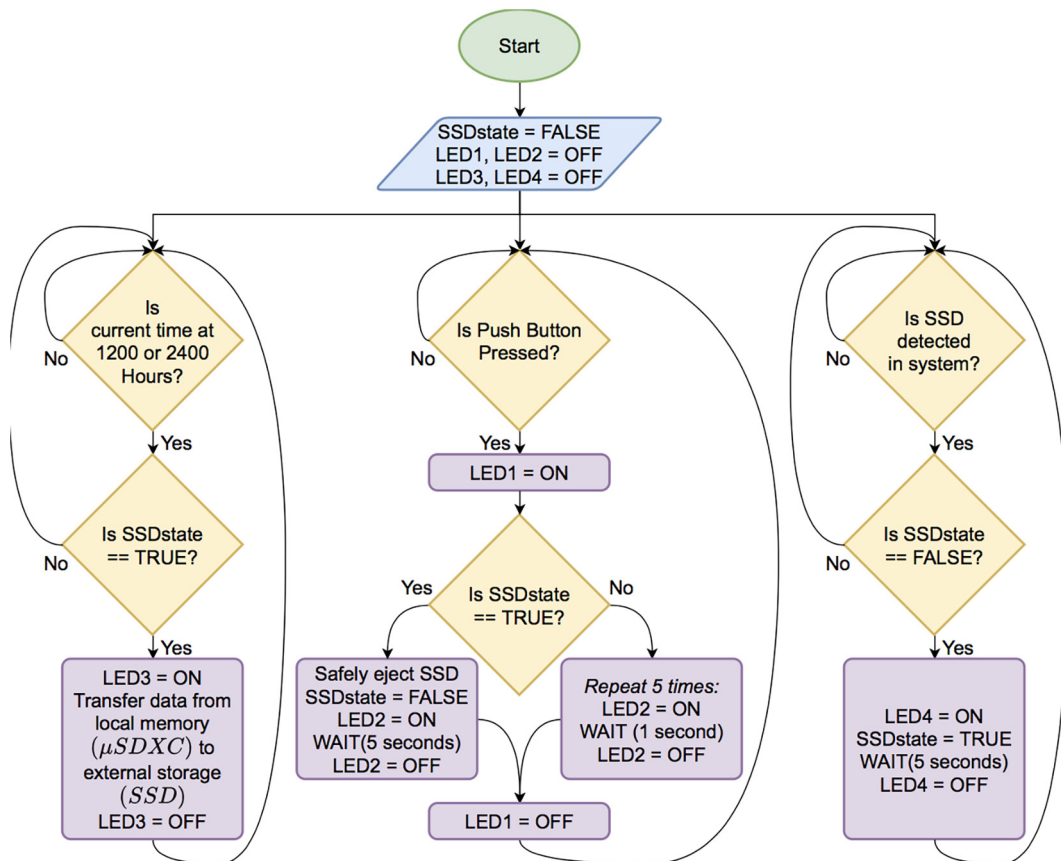 Start
SSDstate = FALSE
LED1, LED2 = OFF
LED3, LED4 = OFF
Is
current time at
1200 or 2400
Hours?
No
Yes
Is SSDstate
== TRUE?
No
Yes
LED3 = ON
Transfer data from
local memory
(μSDXC) to
external storage
(SSD)
LED3 = OFF
Is Push Button
Pressed?
No
Yes
LED1 = ON
Is SSDstate
== TRUE?
Yes
No
Safely eject SSD
SSDstate = FALSE
LED2 = ON
WAIT(5 seconds)
LED2 = OFF
Repeat 5 times:
LED2 = ON
WAIT (1 second)
LED2 = OFF
LED1 = OFF
Is SSD
detected
in system?
No
Yes
Is SSDstate
== FALSE?
No
Yes
LED4 = ON
SSDstate = TRUE
WAIT(5 seconds)
LED4 = OFF